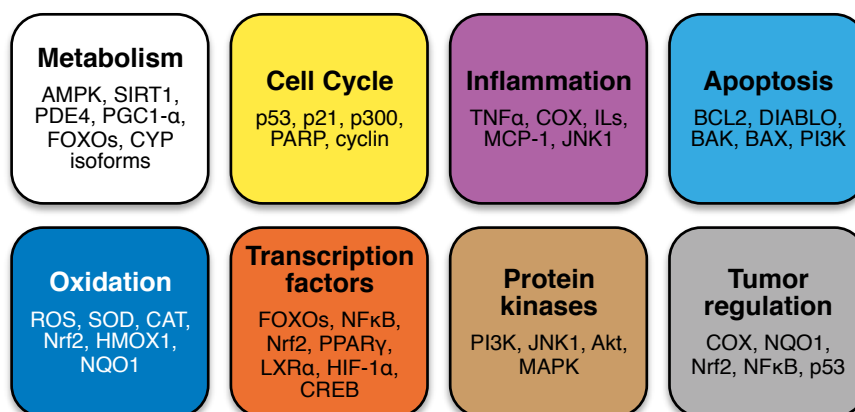 Metabolism
AMPK, SIRT1,
PDE4, PGC1-α,
FOXOs, CYP
isoforms
Cell Cycle
p53, p21, p300,
PARP, cyclin
Inflammation
TNFα, COX, ILs,
MCP-1, JNK1
Apoptosis
BCL2, DIABLO,
BAK, BAX, PI3K
Oxidation
ROS, SOD, CAT,
Nrf2, HMOX1,
NQO1
Transcription
factors
FOXOs, NFκB,
Nrf2, PPARγ,
LXRα, HIF-1α,
CREB
Protein
kinases
PI3K, JNK1, Akt,
MAPK
Tumor
regulation
COX, NQO1,
Nrf2, NFκB, p53